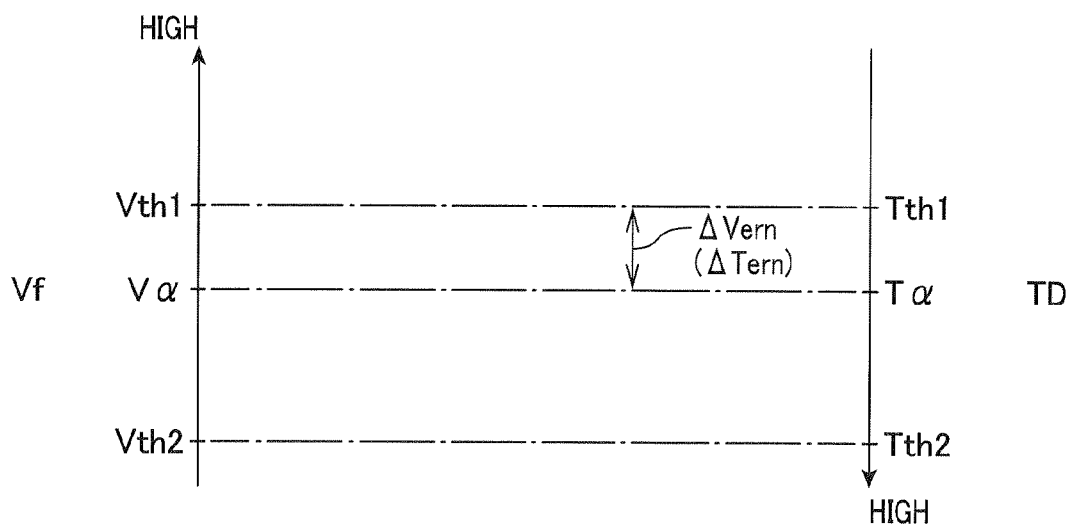 HIGH
Vth1
Tth1
ΔVern
(ΔTern)
Vf
Vα
Tα
TD
Vth2
Tth2
HIGH